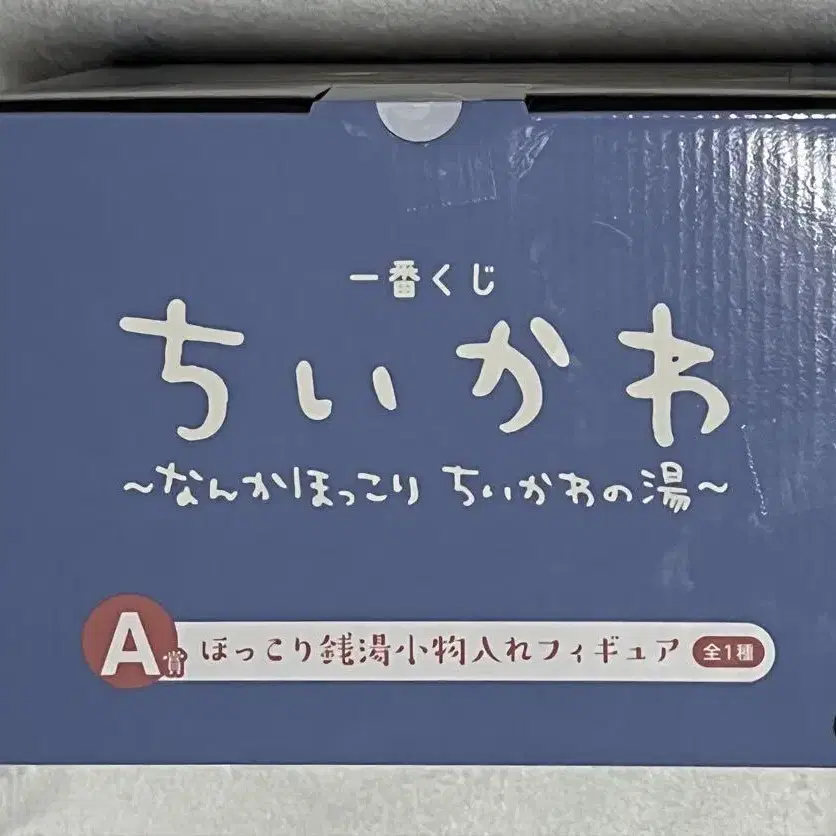 一番くじ
ちいかわ
～なんかほっこり ちいかわの湯～
A賞 ほっこり銭湯小物入れフィギュア 全1種